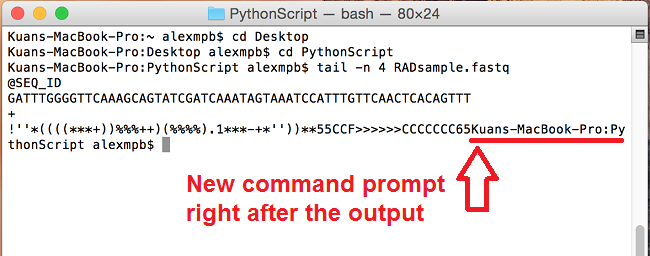 PythonScript — bash — 80×24
Kuans-MacBook-Pro:~ alexmpb$ cd Desktop
Kuans-MacBook-Pro:Desktop alexmpb$ cd PythonScript
Kuans-MacBook-Pro:PythonScript alexmpb$ tail -n 4 RADsample.fastq
@SEQ_ID
GATTTGGGGTTCAAAGCAGTATCGATCAAATAGTAAATCCATTTGTTCAACTCACAGTTT
+
!''*((((***+))%%%++)(%%%%).1***-+*''))**55CCF>>>>>>CCCCCCC65Kuans-MacBook-Pro:Py
thonScript alexmpb$
New command prompt
right after the output